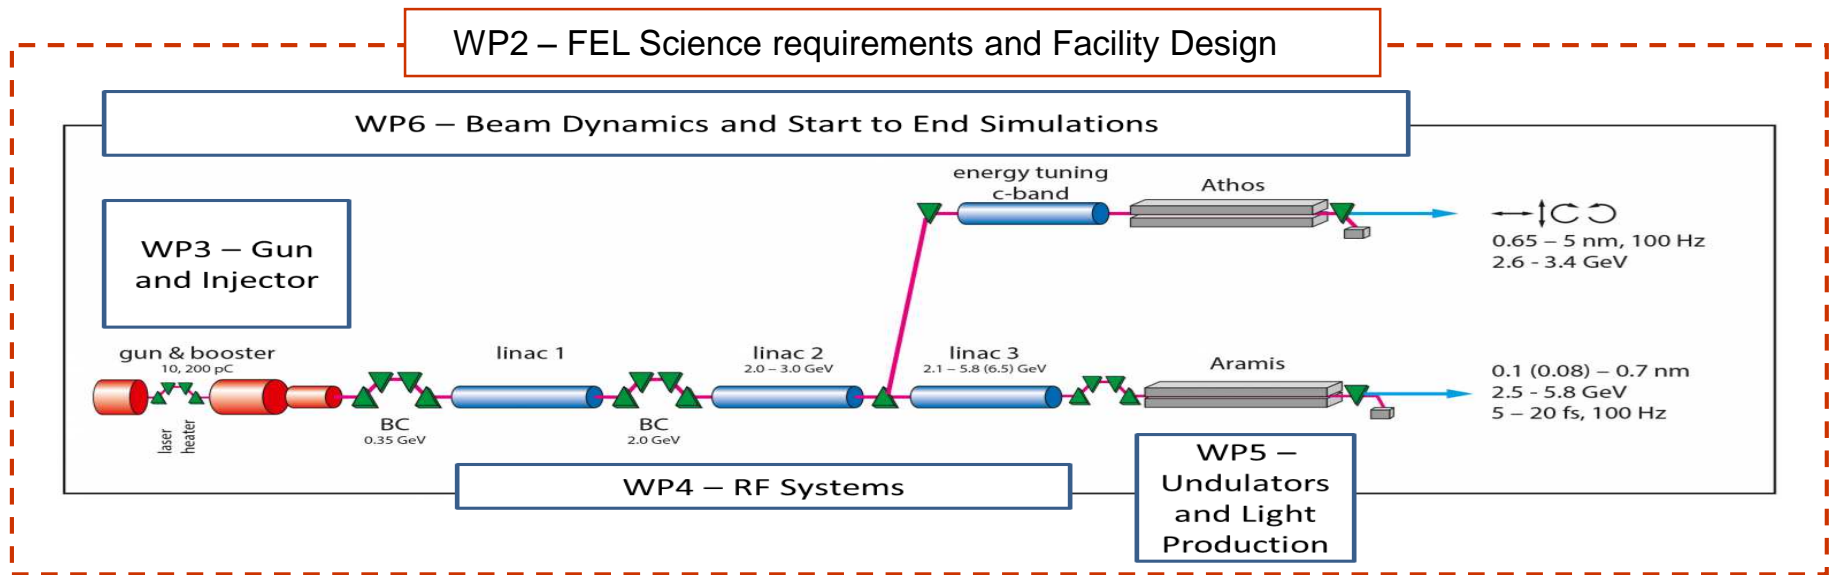 WP2 – FEL Science requirements and Facility Design
WP6 – Beam Dynamics and Start to End Simulations
energy tuning
c-band
Athos
WP3 – Gun
and Injector
0.65 – 5 nm, 100 Hz
2.6 - 3.4 GeV
gun & booster
10, 200 pC
laser
heater
BC
0.35 GeV
linac 1
BC
2.0 GeV
linac 2
2.0 – 3.0 GeV
linac 3
2.1 – 5.8 (6.5) GeV
Aramis
0.1 (0.08) – 0.7 nm
2.5 - 5.8 GeV
5 – 20 fs, 100 Hz
WP4 – RF Systems
WP5 –
Undulators
and Light
Production